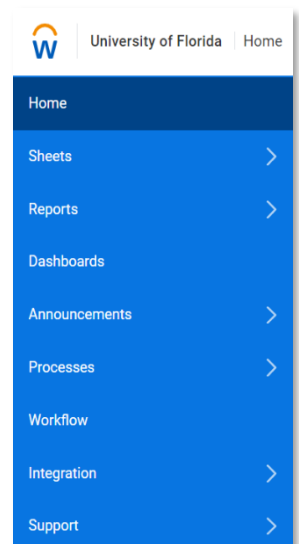 University of Florida Home
Home
Sheets
Reports
Dashboards
Announcements
Processes
Workflow
Integration
Support